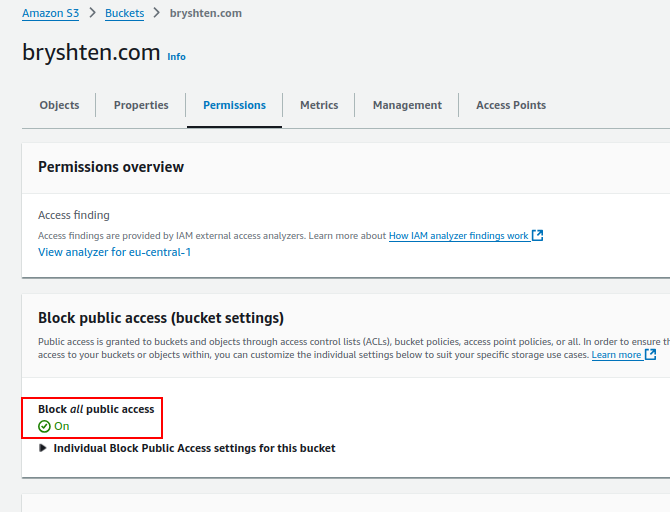 Amazon S3 > Buckets > bryshten.com
bryshten.com Info
Objects Properties Permissions Metrics Management Access Points
Permissions overview
Access finding
Access findings are provided by IAM external access analyzers. Learn more about How IAM analyzer findings work
View analyzer for eu-central-1
Block public access (bucket settings)
Public access is granted to buckets and objects through access control lists (ACLs), bucket policies, access point policies, or all. In order to ensure
access to your buckets or objects within, you can customize the individual settings below to suit your specific storage use cases. Learn more
Block all public access
On
Individual Block Public Access settings for this bucket